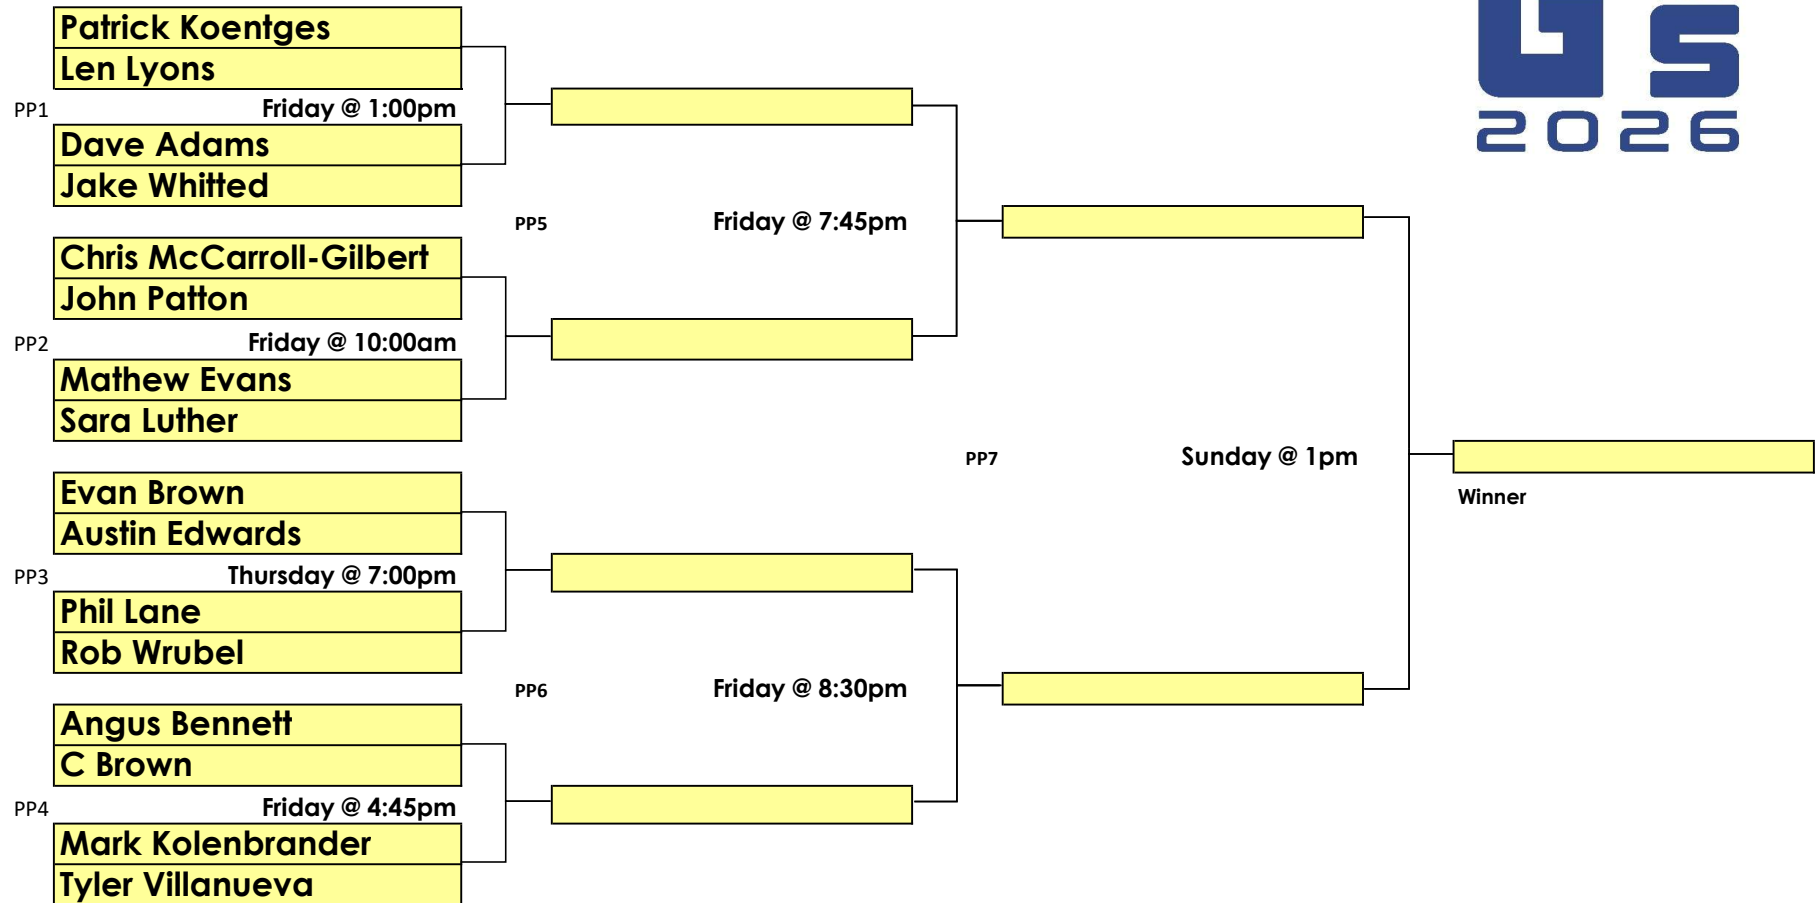 Patrick Koentges
Len Lyons
PP1 Friday @ 1:00pm
Dave Adams
Jake Whitted
PP5 Friday @ 7:45pm
Chris McCarroll-Gilbert
John Patton
PP2 Friday @ 10:00am
Mathew Evans
Sara Luther
PP7 Sunday @ 1pm
Winner
Evan Brown
Austin Edwards
PP3 Thursday @ 7:00pm
Phil Lane
Rob Wrubel
PP6 Friday @ 8:30pm
Angus Bennett
C Brown
PP4 Friday @ 4:45pm
Mark Kolenbrander
Tyler Villanueva
2026